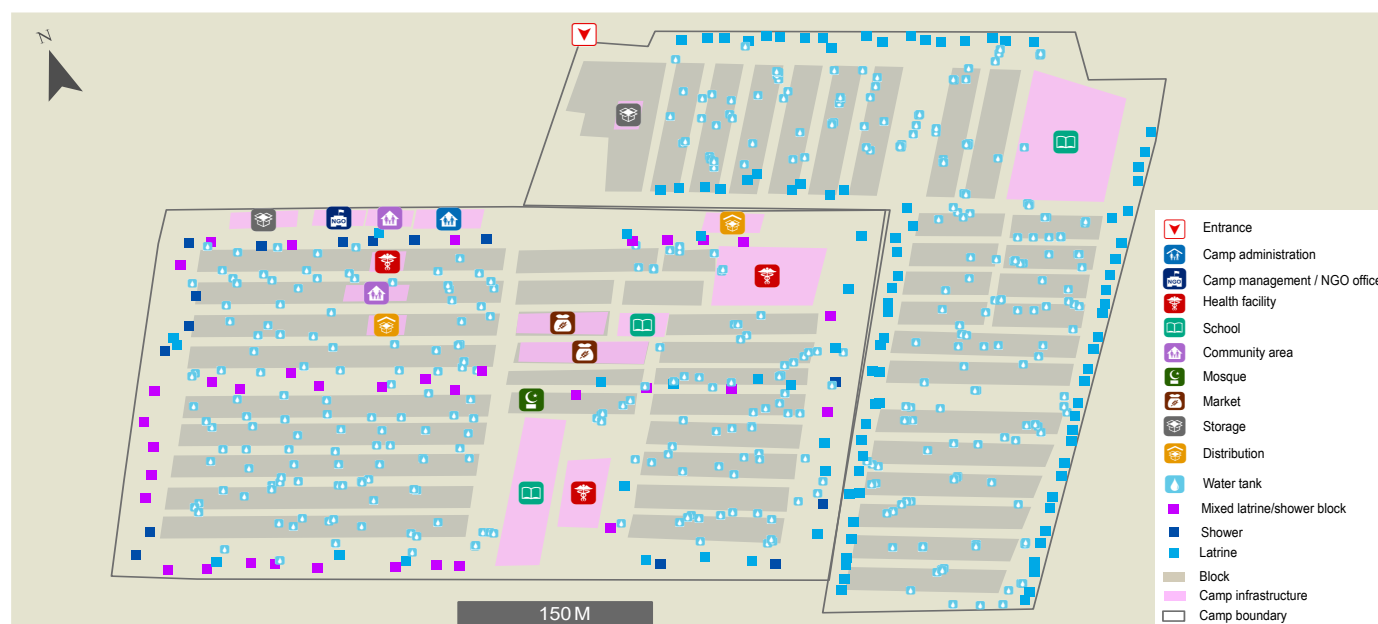 N
NGO
Entrance
Camp administration
NGO
Camp management / NGO office
Health facility
School
Community area
Mosque
Market
Storage
Distribution
Water tank
Mixed latrine/shower block
Shower
Latrine
Block
Camp infrastructure
Camp boundary
150 M